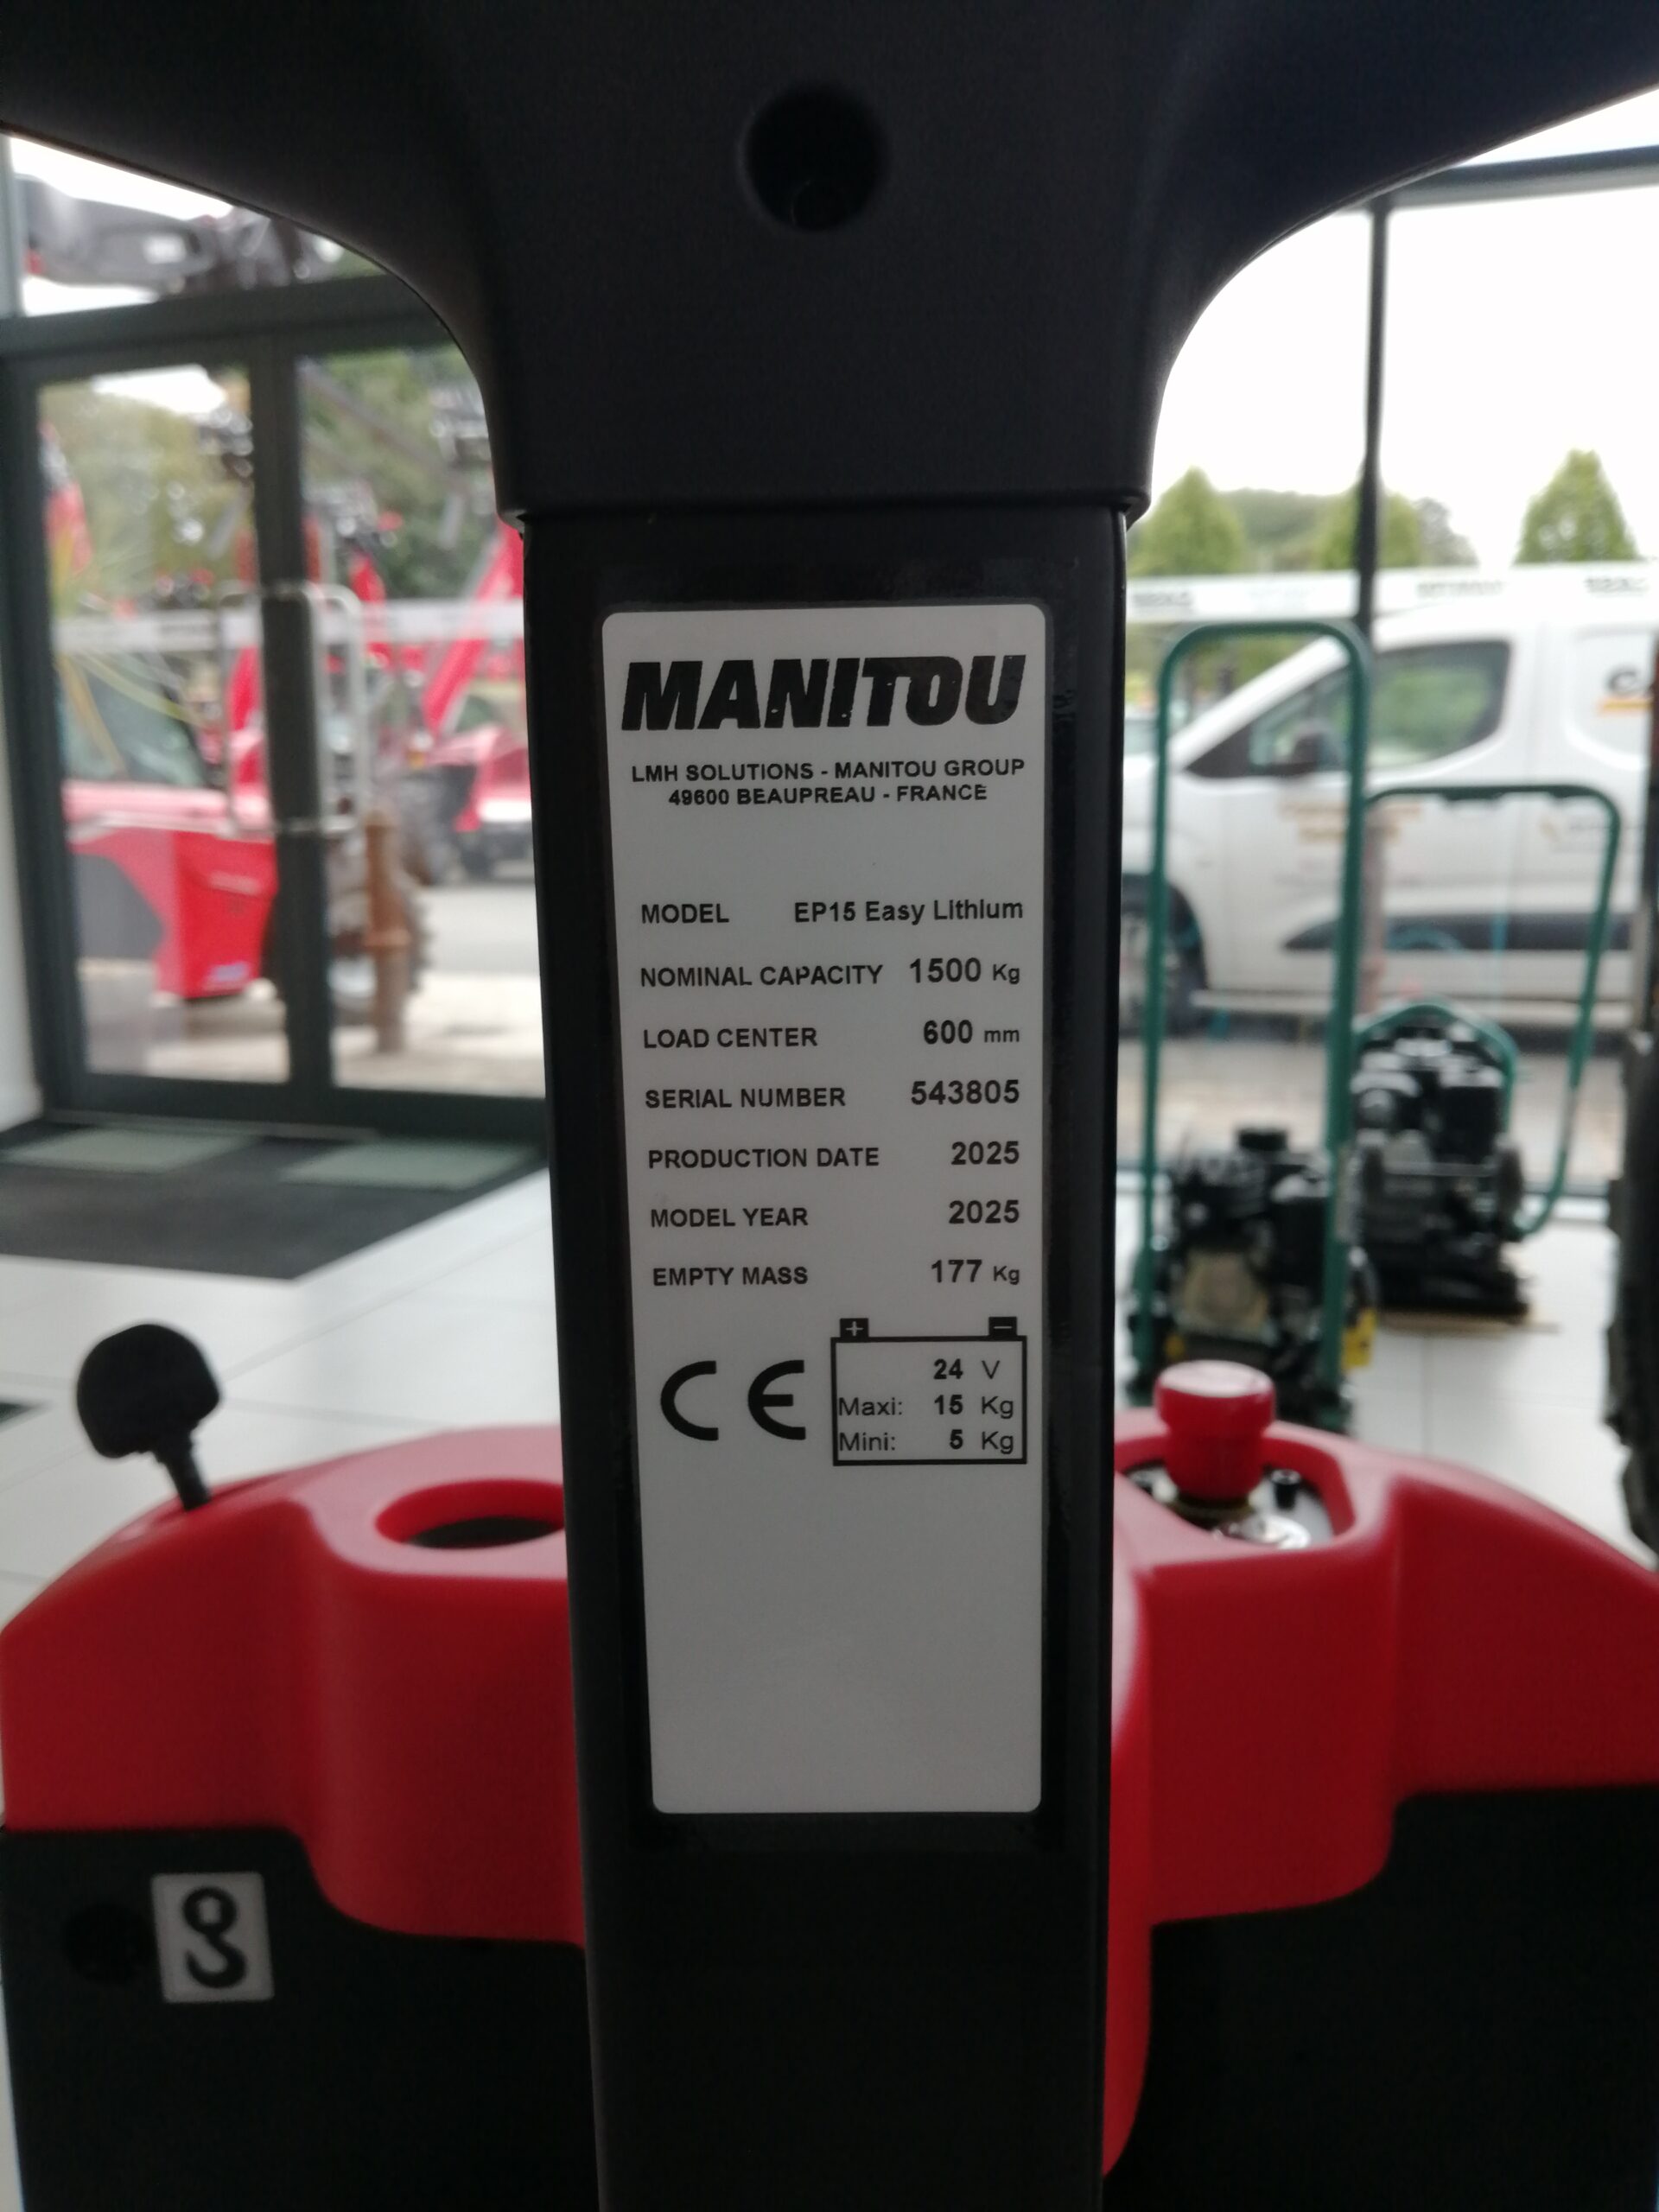 MANITOU
LMH SOLUTIONS - MANITOU GROUP
49600 BEAUPREAU - FRANCE
MODEL EP15 Easy Lithium
NOMINAL CAPACITY 1500 Kg
LOAD CENTER 600 mm
SERIAL NUMBER 543805
PRODUCTION DATE 2025
MODEL YEAR 2025
EMPTY MASS 177 Kg
CE
+ −
24 V
Maxi: 15 Kg
Mini: 5 Kg